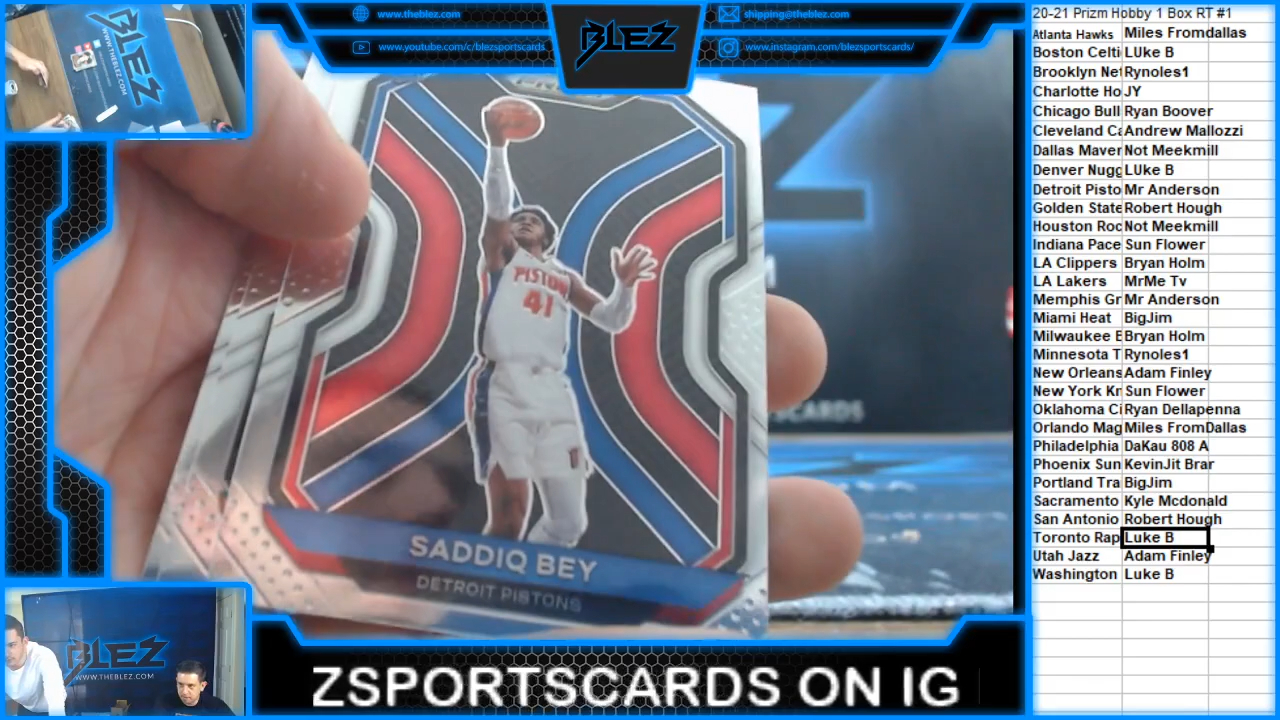 www.theblez.com
www.youtube.com/c/blezsportscards
BLEZ
shipping@theblez.com
www.instagram.com/blezsportscards/
BLEZ
PISTONS
41
SADDIQ BEY
DETROIT PISTONS
SCARDS
BLEZ
WWW.THEBLEZ.COM
ZSPORTSCARDS ON IG
20-21 Prizm Hobby 1 Box RT #1
Atlanta Hawks Miles Fromdallas
Boston Celti LUke B
Brooklyn Net Rynoles1
Charlotte Ho JY
Chicago Bull Ryan Boover
Cleveland Ca Andrew Mallozzi
Dallas Maver Not Meekmill
Denver Nugg LUke B
Detroit Pisto Mr Anderson
Golden State Robert Hough
Houston Roc Not Meekmill
Indiana Pace Sun Flower
LA Clippers Bryan Holm
LA Lakers MrMe Tv
Memphis Gr Mr Anderson
Miami Heat BigJim
Milwaukee B Bryan Holm
Minnesota T Rynoles1
New Orleans Adam Finley
New York Kn Sun Flower
Oklahoma Ci Ryan Dellapenna
Orlando Mag Miles FromDallas
Philadelphia DaKau 808 A
Phoenix Sun KevinJit Brar
Portland Tra BigJim
Sacramento Kyle Mcdonald
San Antonio Robert Hough
Toronto Rap Luke B
Utah Jazz Adam Finley
Washington Luke B